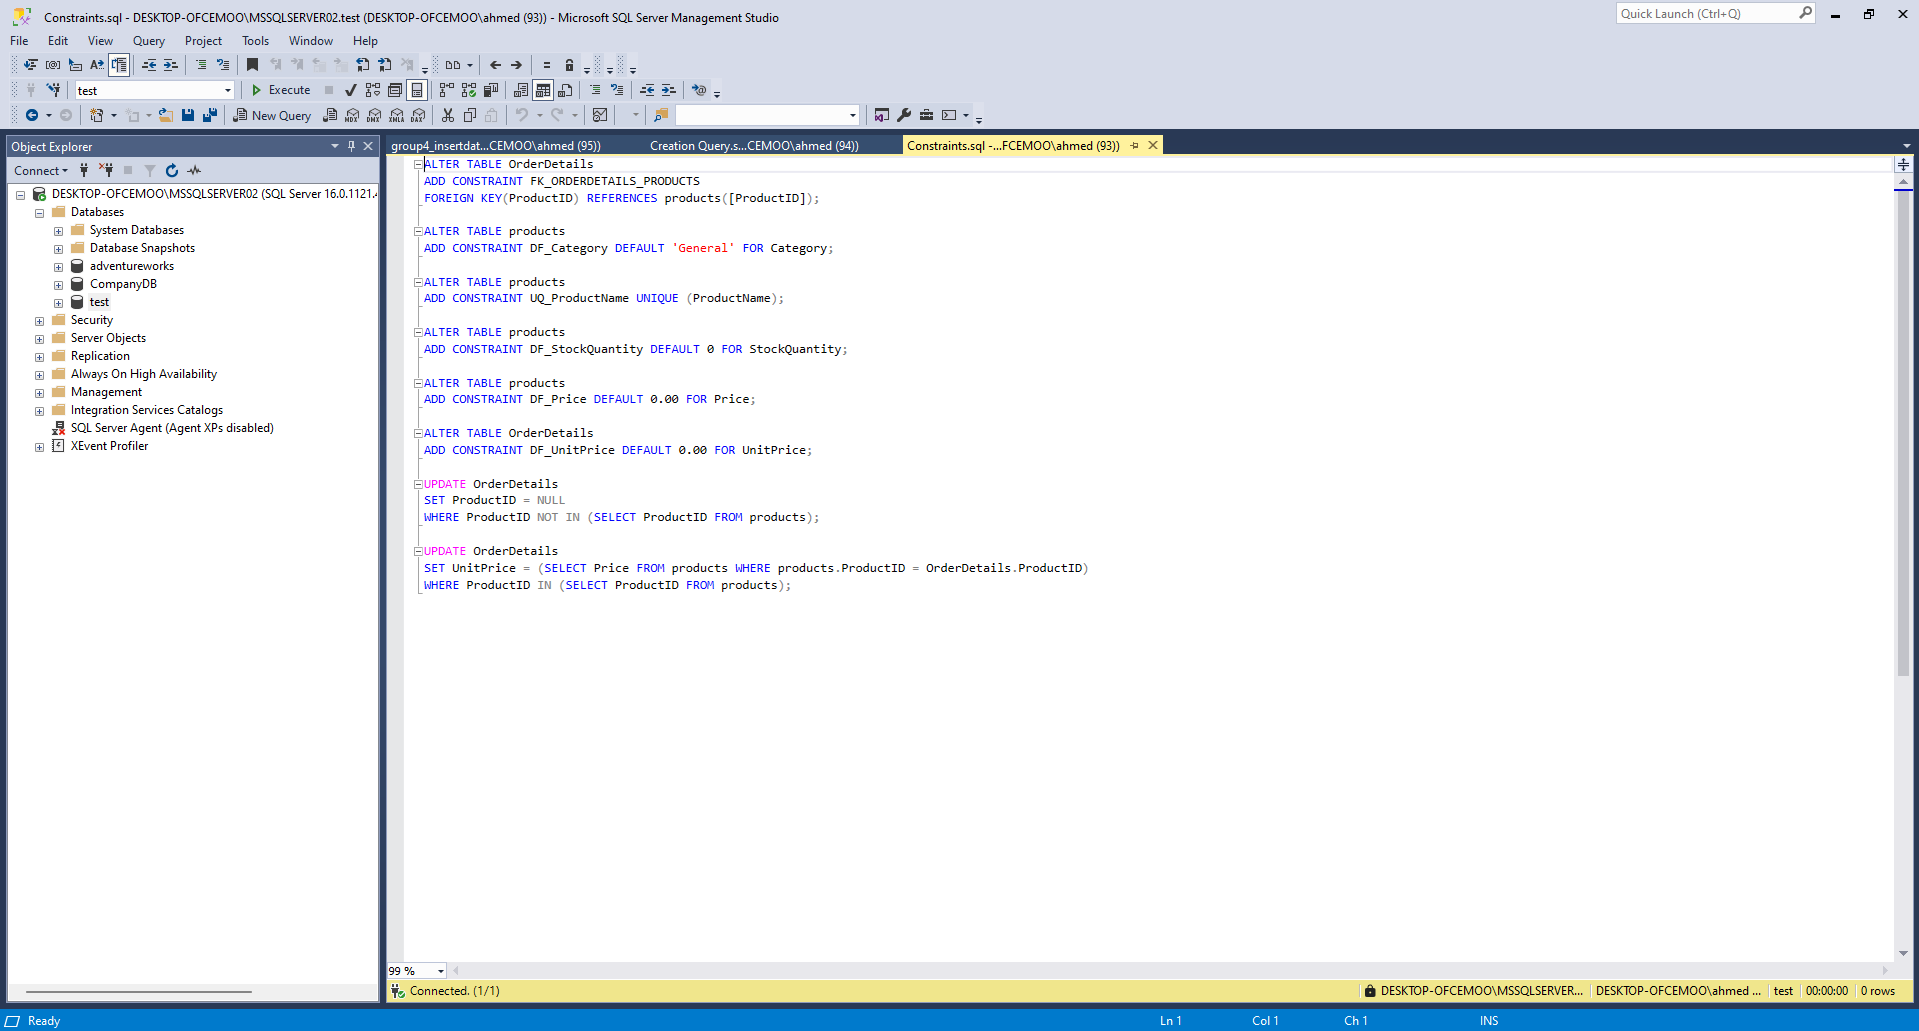 Constraints.sql - DESKTOP-OFCEMOO\MSSQLSERVER02.test (DESKTOP-OFCEMOO\ahmed (93)) - Microsoft SQL Server Management Studio
Quick Launch (Ctrl+Q)
File Edit View Query Project Tools Window Help
test
Execute
New Query
MDX DMX XMLA DAX
Object Explorer
group4_insertdat...CEMOO\ahmed (95))
Creation Query.s...CEMOO\ahmed (94))
Constraints.sql -...FCEMOO\ahmed (93))
Connect
DESKTOP-OFCEMOO\MSSQLSERVER02 (SQL Server 16.0.1121.4
Databases
System Databases
Database Snapshots
adventureworks
CompanyDB
test
Security
Server Objects
Replication
Always On High Availability
Management
Integration Services Catalogs
SQL Server Agent (Agent XPs disabled)
XEvent Profiler
ALTER TABLE OrderDetails
ADD CONSTRAINT FK_ORDERDETAILS_PRODUCTS
FOREIGN KEY(ProductID) REFERENCES products([ProductID]);
ALTER TABLE products
ADD CONSTRAINT DF_Category DEFAULT 'General' FOR Category;
ALTER TABLE products
ADD CONSTRAINT UQ_ProductName UNIQUE (ProductName);
ALTER TABLE products
ADD CONSTRAINT DF_StockQuantity DEFAULT 0 FOR StockQuantity;
ALTER TABLE products
ADD CONSTRAINT DF_Price DEFAULT 0.00 FOR Price;
ALTER TABLE OrderDetails
ADD CONSTRAINT DF_UnitPrice DEFAULT 0.00 FOR UnitPrice;
UPDATE OrderDetails
SET ProductID = NULL
WHERE ProductID NOT IN (SELECT ProductID FROM products);
UPDATE OrderDetails
SET UnitPrice = (SELECT Price FROM products WHERE products.ProductID = OrderDetails.ProductID)
WHERE ProductID IN (SELECT ProductID FROM products);
99 %
Connected. (1/1)
DESKTOP-OFCEMOO\MSSQLSERVER...
DESKTOP-OFCEMOO\ahmed ...
test
00:00:00
0 rows
Ready
Ln 1
Col 1
Ch 1
INS